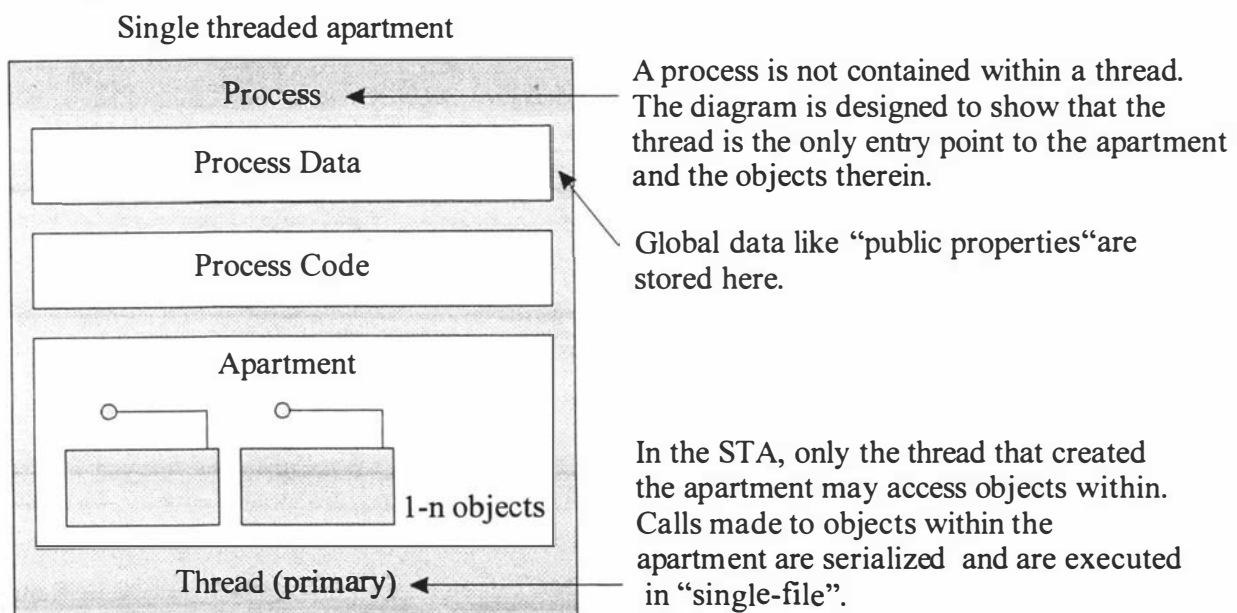 Single threaded apartment
Process
A process is not contained within a thread.
The diagram is designed to show that the
thread is the only entry point to the apartment
and the objects therein.
Process Data
Global data like “public properties“are
stored here.
Process Code
Apartment
1-n objects
In the STA, only the thread that created
the apartment may access objects within.
Calls made to objects within the
apartment are serialized and are executed
in “single-file”.
Thread (primary)